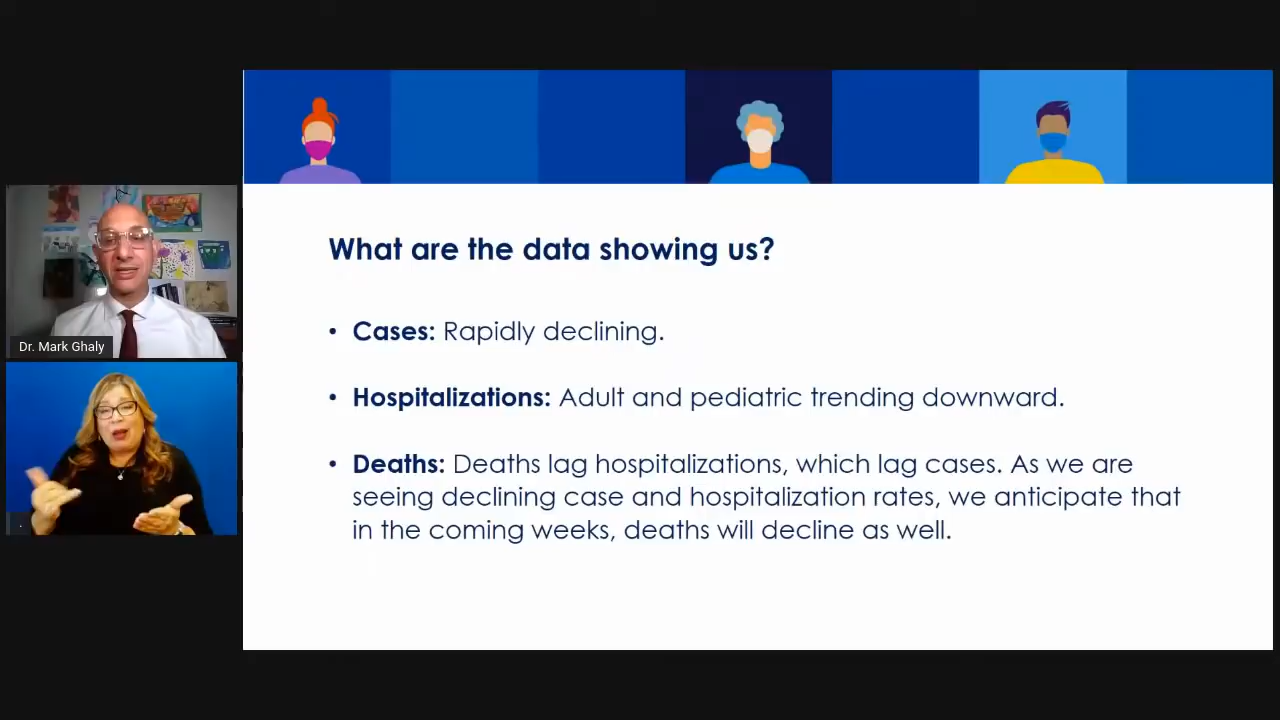 What are the data showing us?
• Cases: Rapidly declining.
• Hospitalizations: Adult and pediatric trending downward.
• Deaths: Deaths lag hospitalizations, which lag cases. As we are
seeing declining case and hospitalization rates, we anticipate that
in the coming weeks, deaths will decline as well.
Dr. Mark Ghaly
.